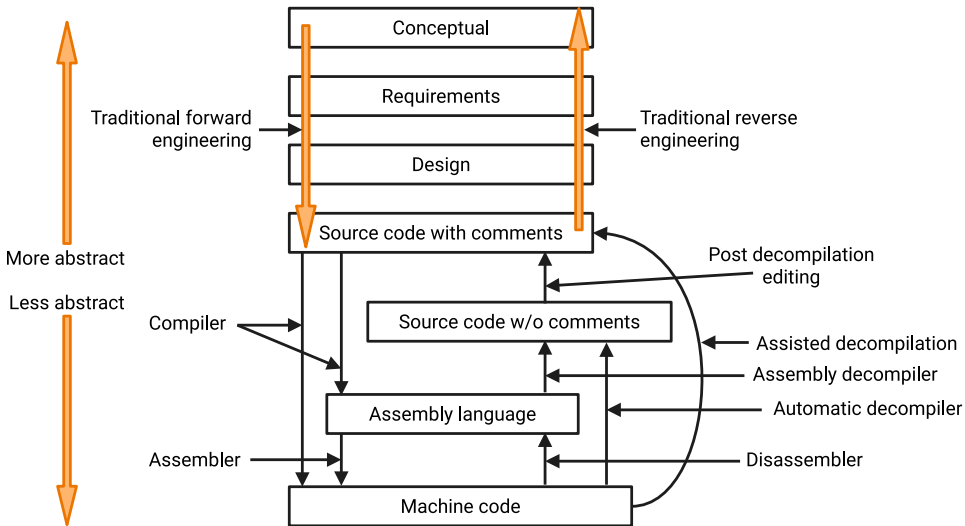 Conceptual
Requirements
Traditional forward
engineering
Traditional reverse
engineering
Design
Source code with comments
More abstract
Post decompilation
editing
Less abstract
Compiler
Source code w/o comments
Assisted decompilation
Assembly decompiler
Assembly language
Automatic decompiler
Assembler
Disassembler
Machine code